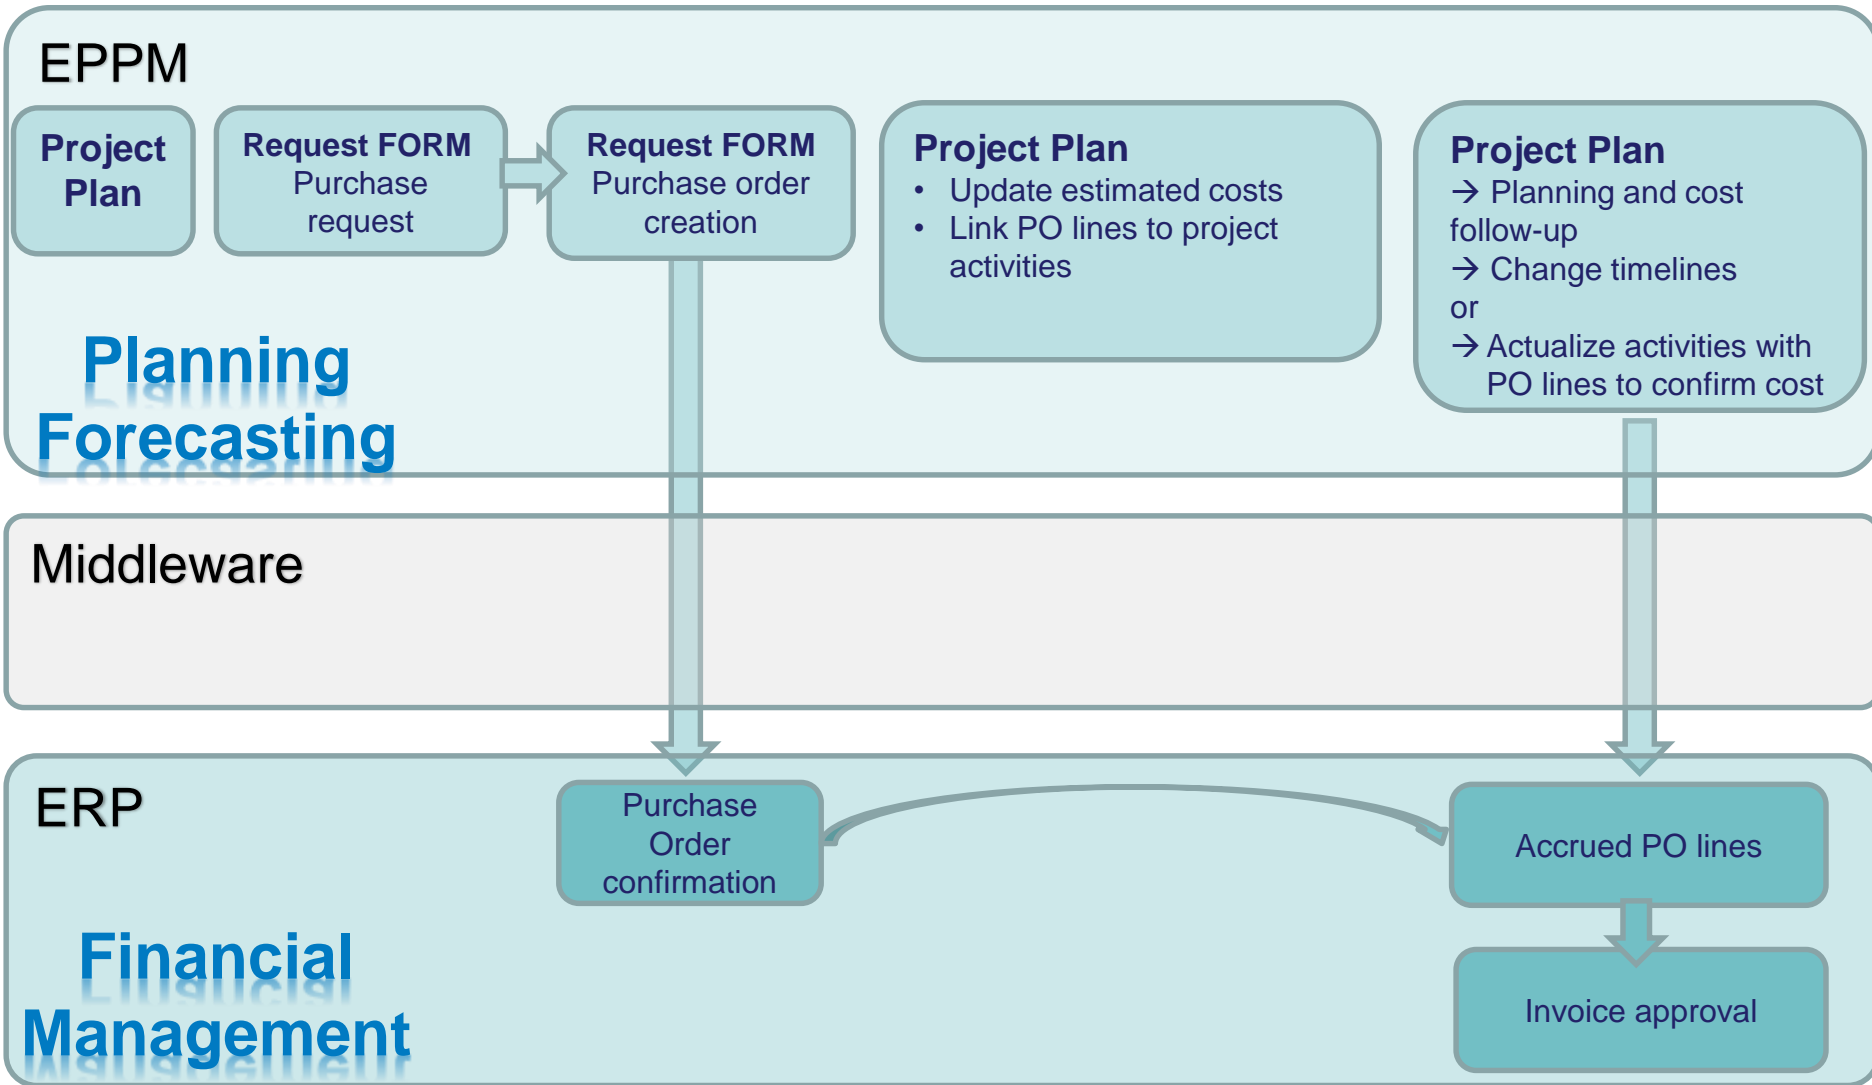 EPPM
Project
Plan
Request FORM
Purchase
request
Request FORM
Purchase order
creation
Project Plan
• Update estimated costs
• Link PO lines to project
activities
Project Plan
→ Planning and cost
follow-up
→ Change timelines
or
→ Actualize activities with
PO lines to confirm cost
Planning
Forecasting
Middleware
ERP
Purchase
Order
confirmation
Accrued PO lines
Invoice approval
Financial
Management